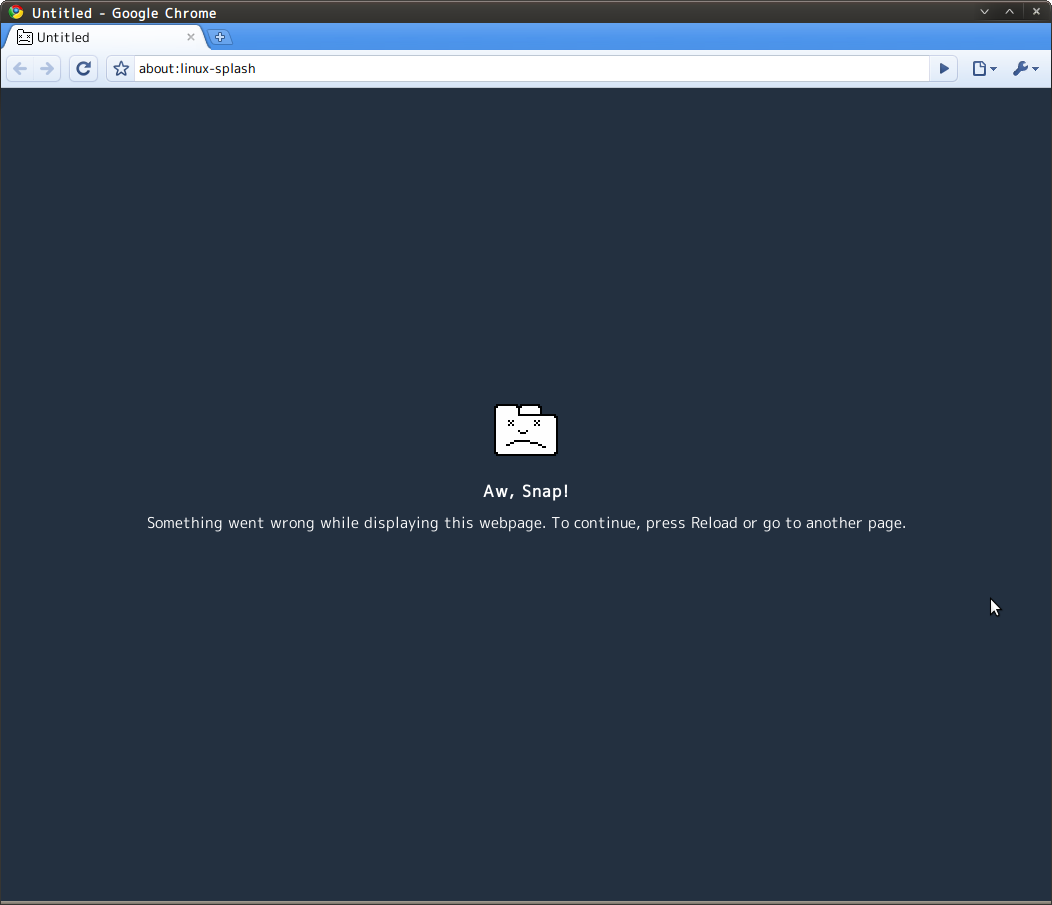 Untitled - Google Chrome
Untitled
about:linux-splash
Aw, Snap!
Something went wrong while displaying this webpage. To continue, press Reload or go to another page.